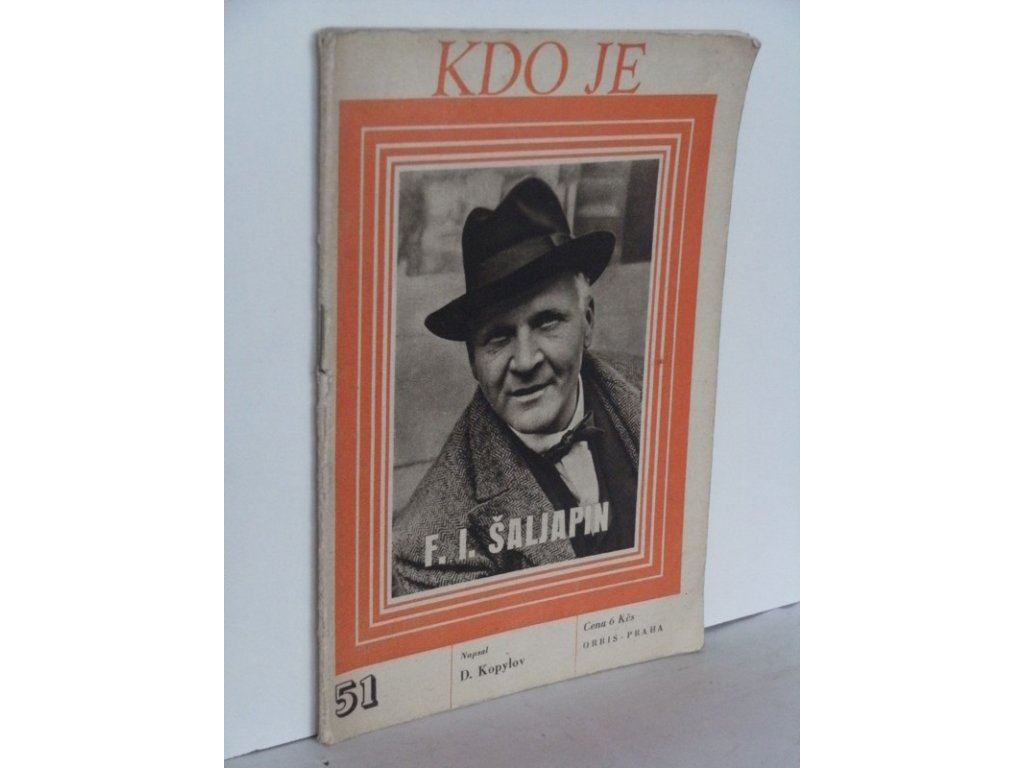 KDO JE
F. I. ŠALJAPIN
51
Napsal
D. Kopylov
Cena 6 Kčs
ORBIS - PRAHA